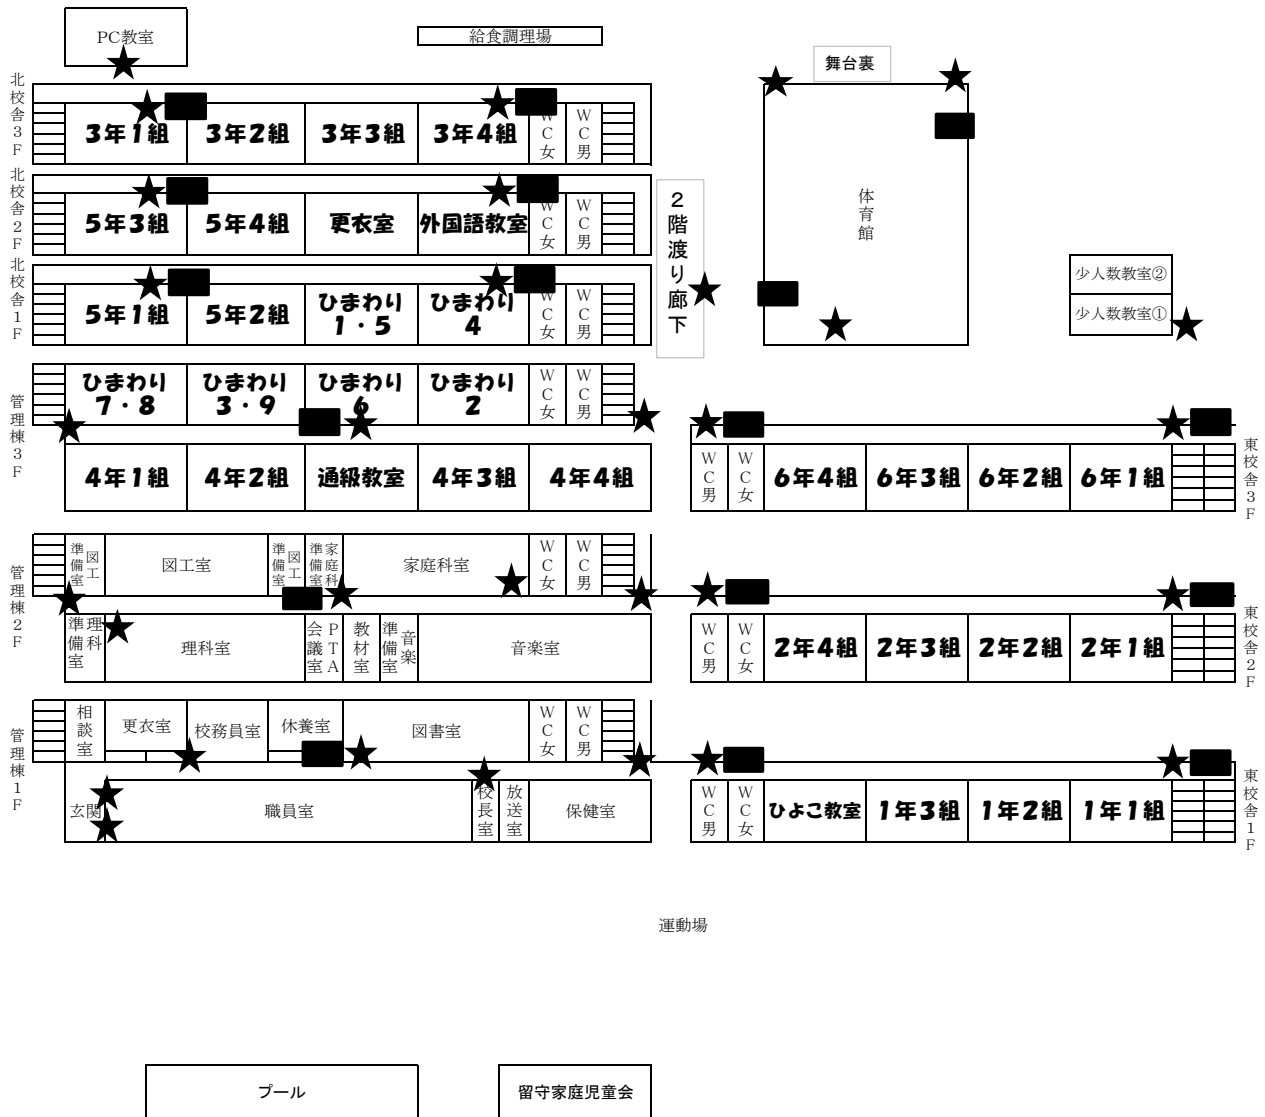 PC教室
給食調理場
舞台裏
北校舎3F
3年1組
3年2組
3年3組
3年4組
WC女
WC男
北校舎2F
5年3組
5年4組
更衣室
外国語教室
WC女
WC男
2階渡り廊下
体育館
北校舎1F
5年1組
5年2組
ひまわり
1・5
ひまわり
4
WC女
WC男
少人数教室②
少人数教室①
管理棟3F
ひまわり
7・8
ひまわり
3・9
ひまわり
6
ひまわり
2
WC女
WC男
4年1組
4年2組
通級教室
4年3組
4年4組
WC男
WC女
6年4組
6年3組
6年2組
6年1組
東校舎3F
管理棟2F
図工
準備室
図工室
図工
準備室
家庭科
準備室
家庭科室
WC女
WC男
理科
準備室
理科室
PTA
会議室
教材室
音楽
準備室
音楽室
WC男
WC女
2年4組
2年3組
2年2組
2年1組
東校舎2F
管理棟1F
相談室
更衣室
校務員室
休養室
図書室
WC女
WC男
玄関
職員室
校長室
放送室
保健室
WC男
WC女
ひよこ教室
1年3組
1年2組
1年1組
東校舎1F
運動場
プール
留守家庭児童会